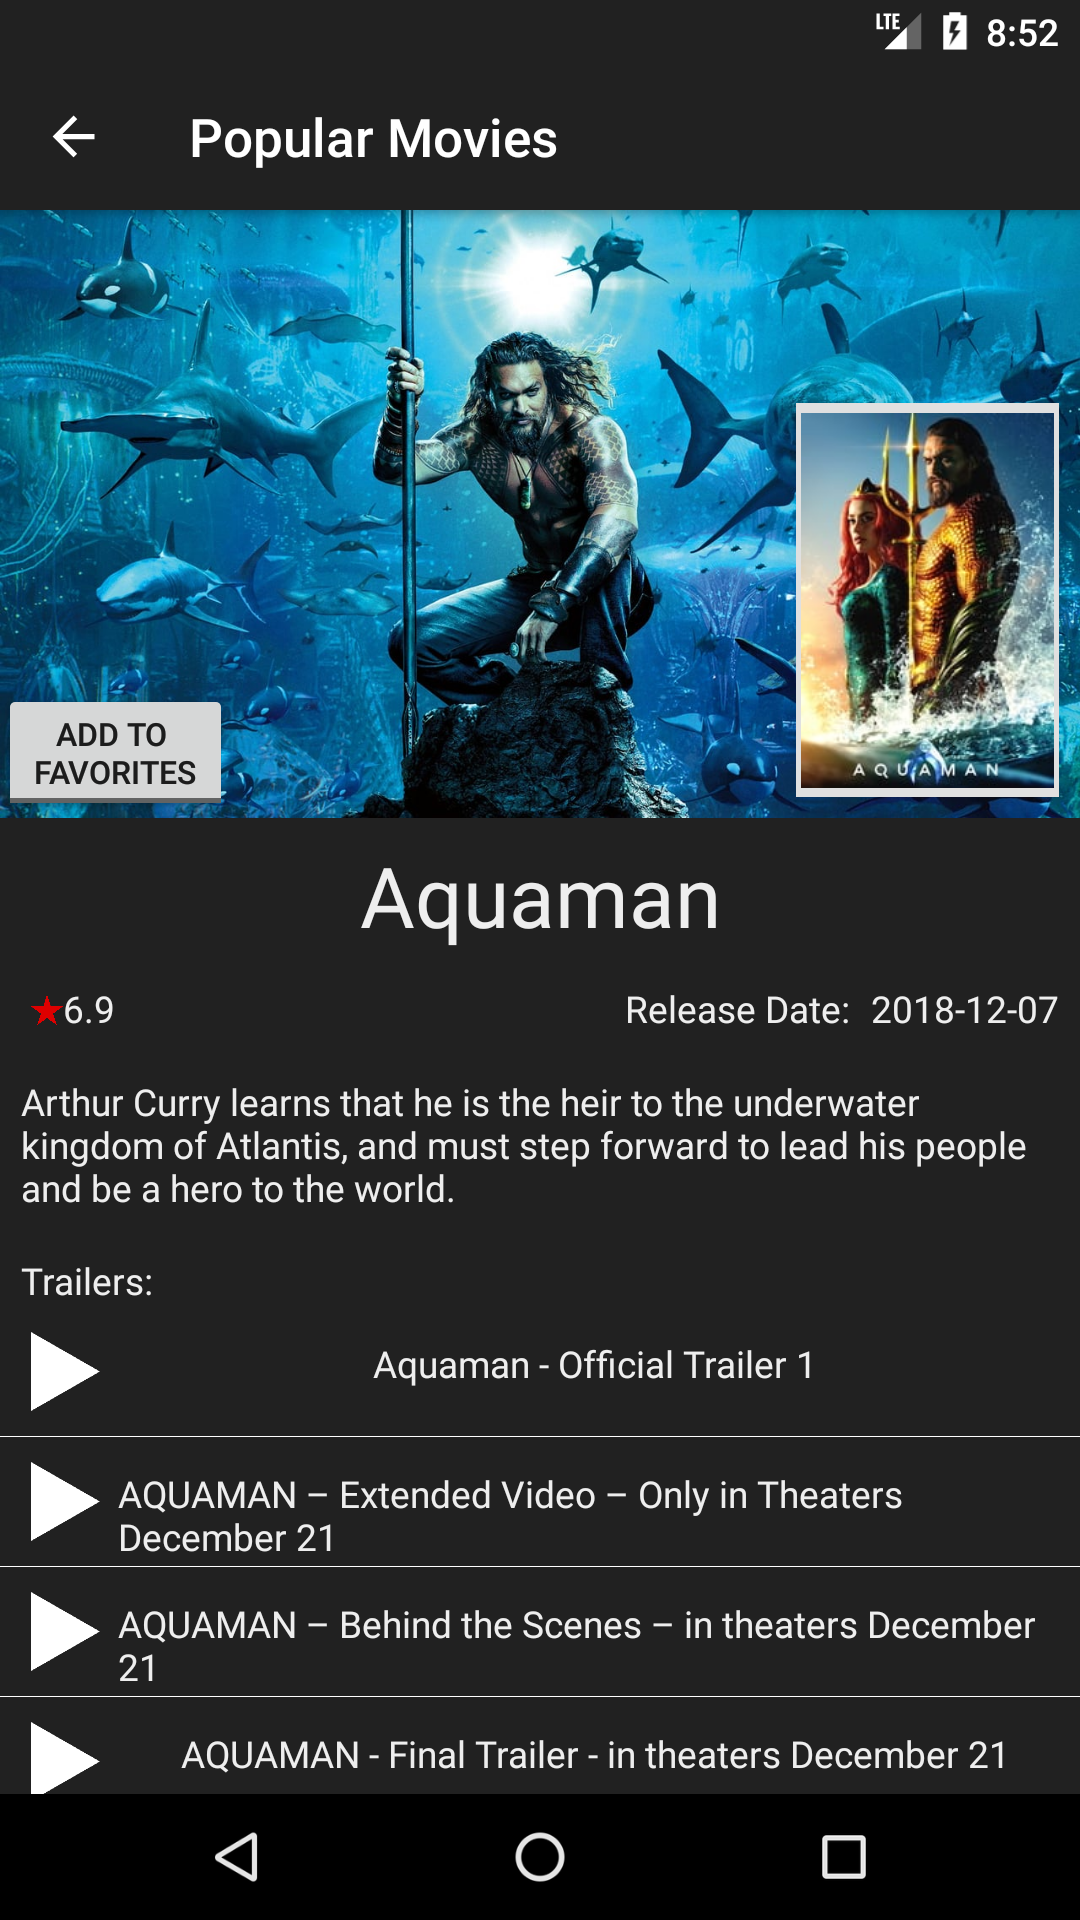 LTE 8:52
Popular Movies
AQUAMAN
ADD TO
FAVORITES
Aquaman
6.9 Release Date: 2018-12-07
Arthur Curry learns that he is the heir to the underwater
kingdom of Atlantis, and must step forward to lead his people
and be a hero to the world.
Trailers:
Aquaman - Official Trailer 1
AQUAMAN – Extended Video – Only in Theaters
December 21
AQUAMAN – Behind the Scenes – in theaters December
21
AQUAMAN - Final Trailer - in theaters December 21